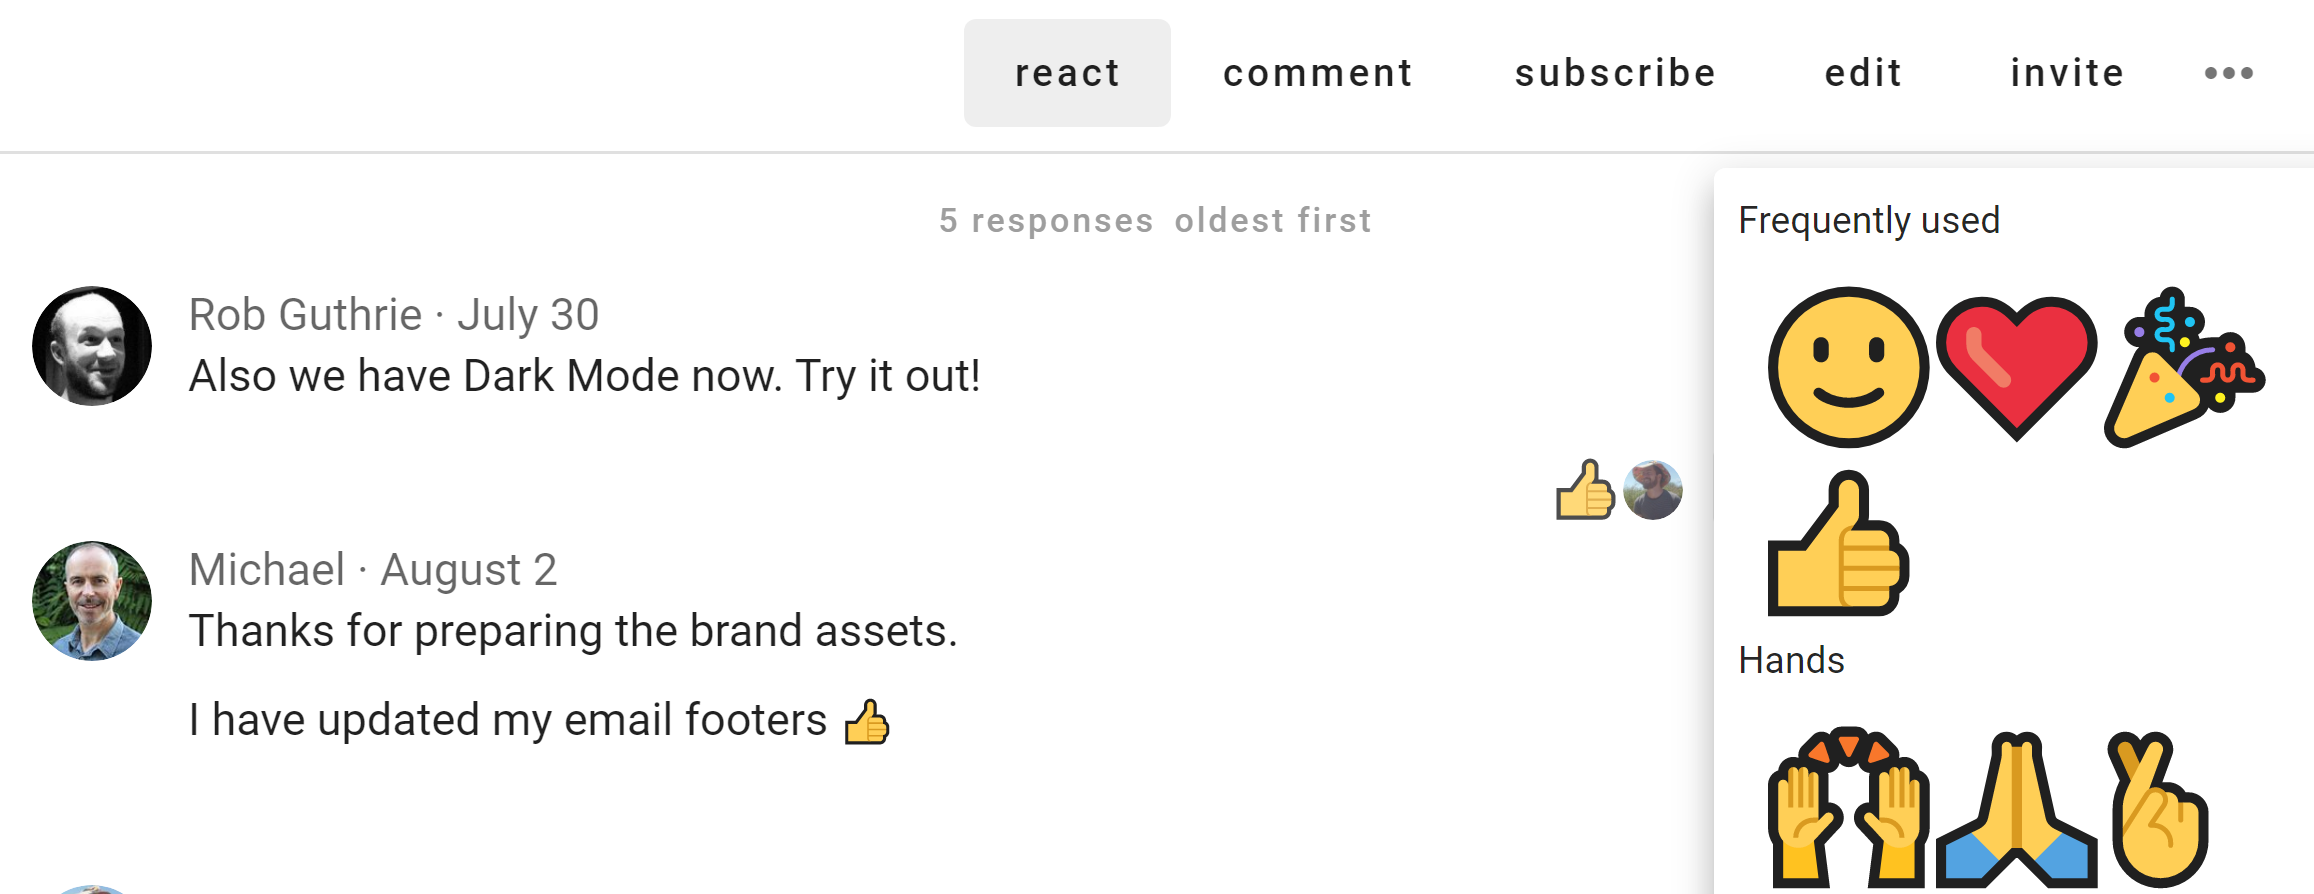 react comment subscribe edit invite
5 responses oldest first
Frequently used
Rob Guthrie · July 30
Also we have Dark Mode now. Try it out!
Michael · August 2
Thanks for preparing the brand assets.
Hands
I have updated my email footers 👍